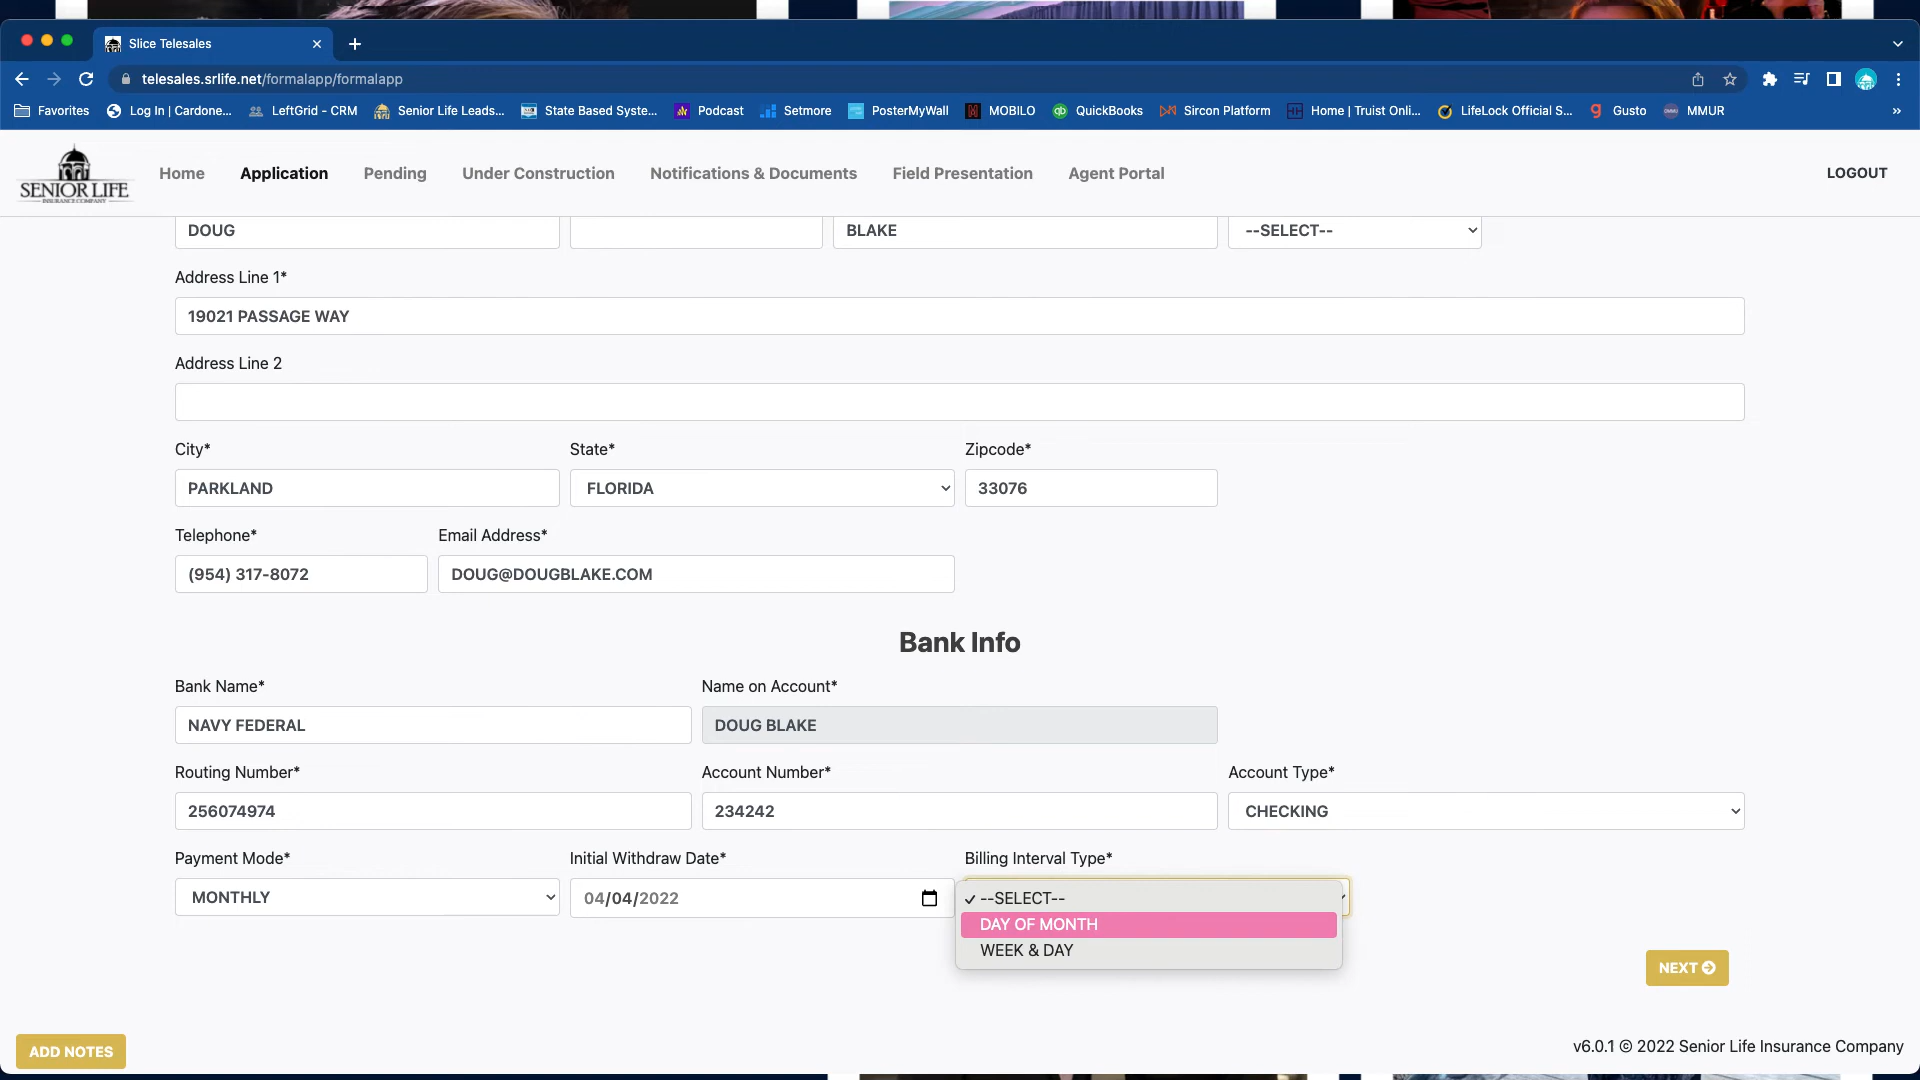 Slice Telesales
telesales.srlife.net/formalapp/formalapp
Favorites Log In | Cardone... LeftGrid - CRM Senior Life Leads... State Based Syste... Podcast Setmore PosterMyWall MOBILO QuickBooks Sircon Platform Home | Truist Onli... LifeLock Official S... Gusto MMUR
SENIOR LIFE
INSURANCE COMPANY
Home Application Pending Under Construction Notifications & Documents Field Presentation Agent Portal LOGOUT
DOUG BLAKE --SELECT--
Address Line 1*
19021 PASSAGE WAY
Address Line 2
City* State* Zipcode*
PARKLAND FLORIDA 33076
Telephone* Email Address*
(954) 317-8072 DOUG@DOUGBLAKE.COM
Bank Info
Bank Name* Name on Account*
NAVY FEDERAL DOUG BLAKE
Routing Number* Account Number* Account Type*
256074974 234242 CHECKING
Payment Mode* Initial Withdraw Date* Billing Interval Type*
MONTHLY 04/04/2022 --SELECT--
DAY OF MONTH
WEEK & DAY
NEXT
ADD NOTES
v6.0.1 © 2022 Senior Life Insurance Company